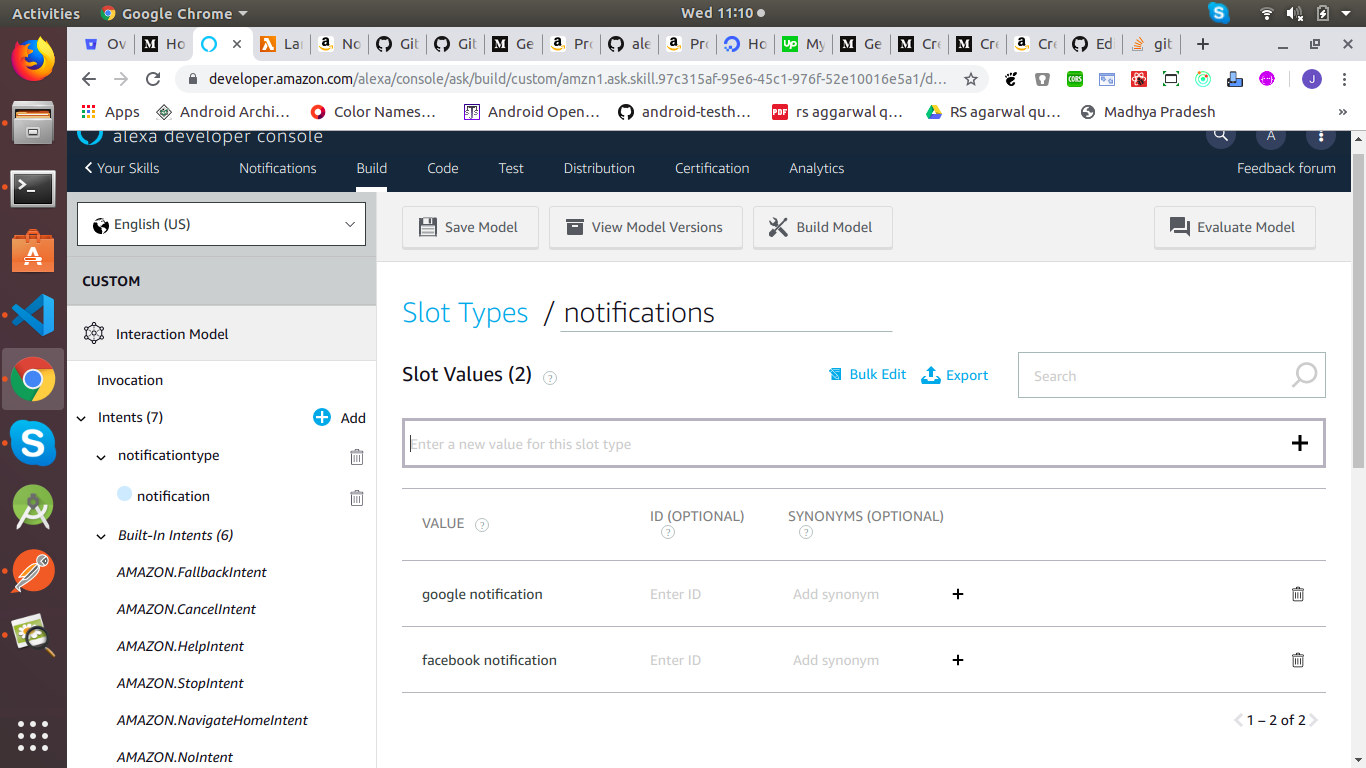 Activities Google Chrome Wed 11:10
Ov Ho Lau No Git Git Ge Pro ale Pro Ho My Ge Cre Cre Cre Edi git
developer.amazon.com/alexa/console/ask/build/custom/amzn1.ask.skill.97c315af-95e6-45c1-976f-52e10016e5a1/d…
Apps Android Archi… Color Names… Android Open… android-testh… rs aggarwal q… RS agarwal qu… Madhya Pradesh »
alexa developer console A
Your Skills Notifications Build Code Test Distribution Certification Analytics Feedback forum
English (US) Save Model View Model Versions Build Model Evaluate Model
CUSTOM
Interaction Model
Slot Types / notifications
Invocation
Slot Values (2) ? Bulk Edit Export Search
Intents (7) Add
notificationtype
Enter a new value for this slot type
notification
VALUE ? ID (OPTIONAL) ? SYNONYMS (OPTIONAL) ?
Built-In Intents (6)
AMAZON.FallbackIntent
google notification Enter ID Add synonym
AMAZON.CancelIntent
AMAZON.HelpIntent
facebook notification Enter ID Add synonym
AMAZON.StopIntent
AMAZON.NavigateHomeIntent
1 – 2 of 2
AMAZON.NoIntent